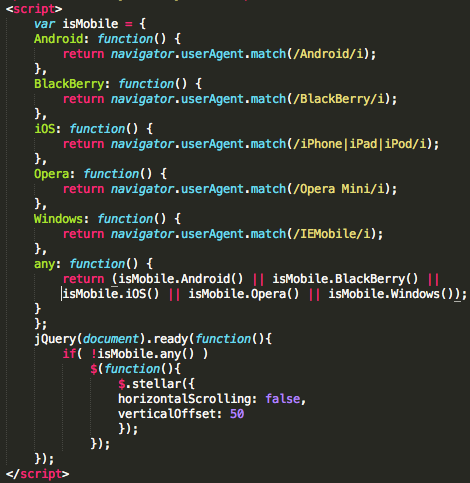 <script>
var isMobile = {
Android: function() {
return navigator.userAgent.match(/Android/i);
},
BlackBerry: function() {
return navigator.userAgent.match(/BlackBerry/i);
},
iOS: function() {
return navigator.userAgent.match(/iPhone|iPad|iPod/i);
},
Opera: function() {
return navigator.userAgent.match(/Opera Mini/i);
},
Windows: function() {
return navigator.userAgent.match(/IEMobile/i);
},
any: function() {
return (isMobile.Android() || isMobile.BlackBerry() ||
isMobile.iOS() || isMobile.Opera() || isMobile.Windows());
}
};
jQuery(document).ready(function(){
if( !isMobile.any() )
$(function(){
$.stellar({
horizontalScrolling: false,
verticalOffset: 50
});
});
});
</script>